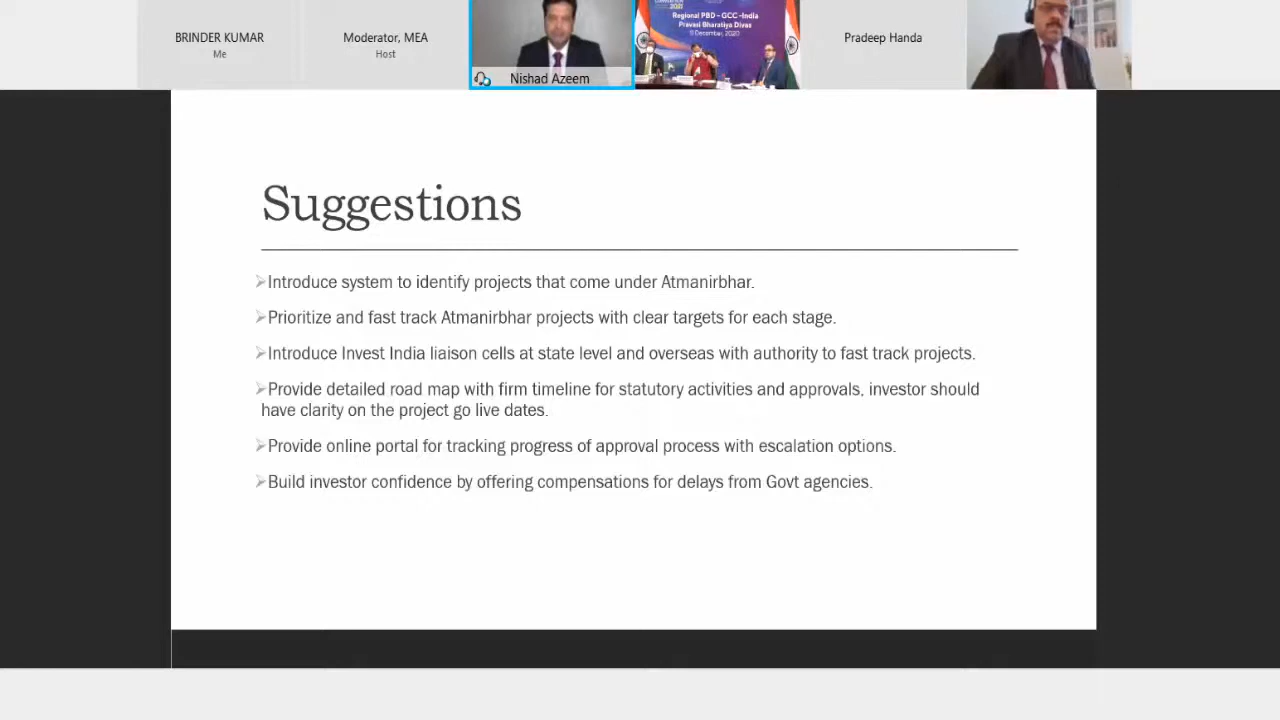 BRINDER KUMAR
Me
Moderator, MEA
Host
Nishad Azeem
2021
Regional PBD - GCC -India
Pravasi Bharatiya Divas
Pradeep Handa
Suggestions
➢Introduce system to identify projects that come under Atmanirbhar.
➢Prioritize and fast track Atmanirbhar projects with clear targets for each stage.
➢Introduce Invest India liaison cells at state level and overseas with authority to fast track projects.
➢Provide detailed road map with firm timeline for statutory activities and approvals, investor should
have clarity on the project go live dates.
➢Provide online portal for tracking progress of approval process with escalation options.
➢Build investor confidence by offering compensations for delays from Govt agencies.